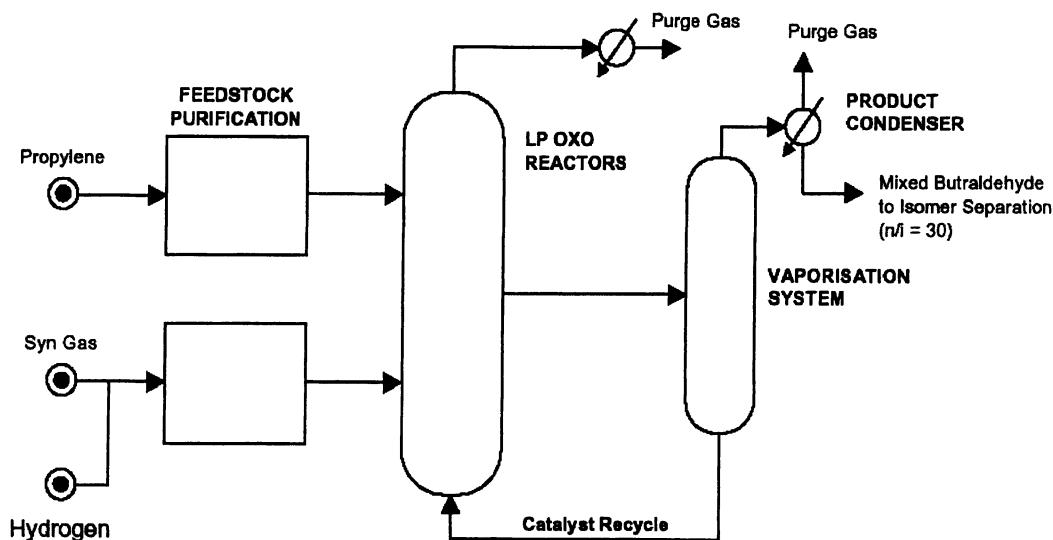 Purge Gas
Purge Gas
FEEDSTOCK
PURIFICATION
PRODUCT
CONDENSER
LP OXO
REACTORS
Propylene
Mixed Butraldehyde
to Isomer Separation
(n/i = 30)
VAPORISATION
SYSTEM
Syn Gas
Hydrogen
Catalyst Recycle